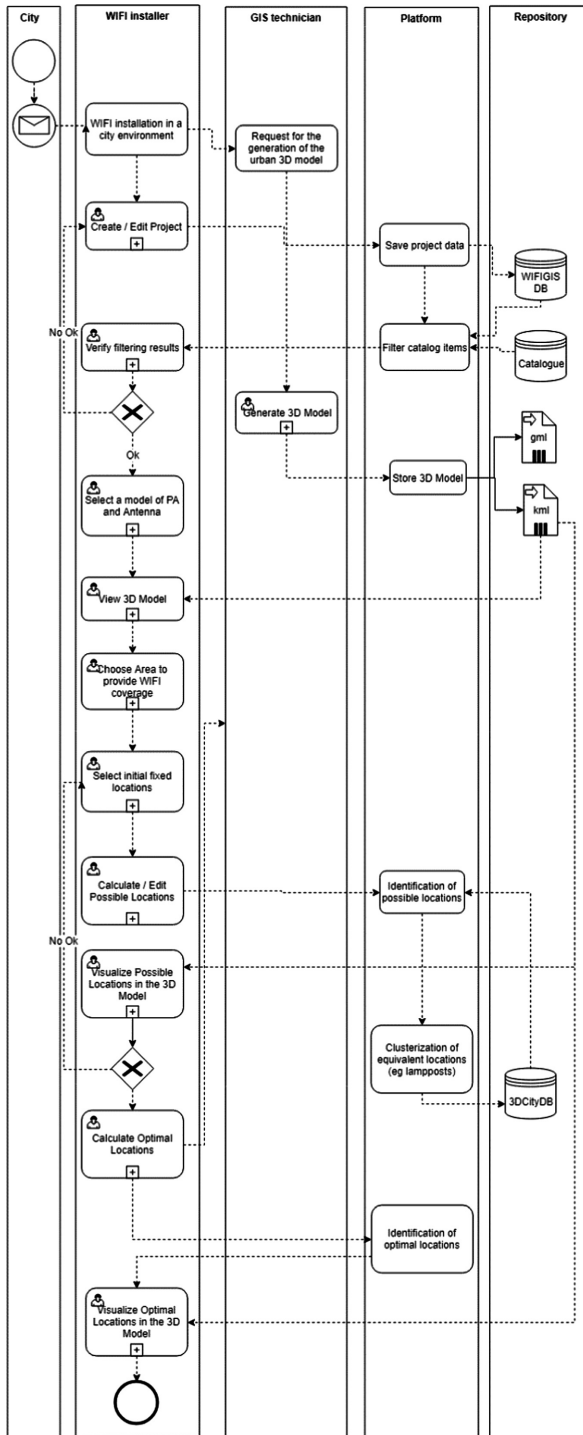 City
WIFI installer
GIS technician
Platform
Repository
WIFI installation in a
city environment
Request for the
generation of the
urban 3D model
Create / Edit Project
Save project data
WIFIGIS
DB
No Ok
Verify filtering results
Filter catalog items
Catalogue
Generate 3D Model
gml
Ok
Select a model of PA
and Antenna
Store 3D Model
kml
View 3D Model
Choose Area to
provide WIFI
coverage
Select initial fixed
locations
Calculate / Edit
Possible Locations
Identification of
possible locations
No Ok
Visualize Possible
Locations in the 3D
Model
Clusterization of
equivalent locations
(eg lampposts)
3DCityDB
Calculate Optimal
Locations
Identification of
optimal locations
Visualize Optimal
Locations in the 3D
Model